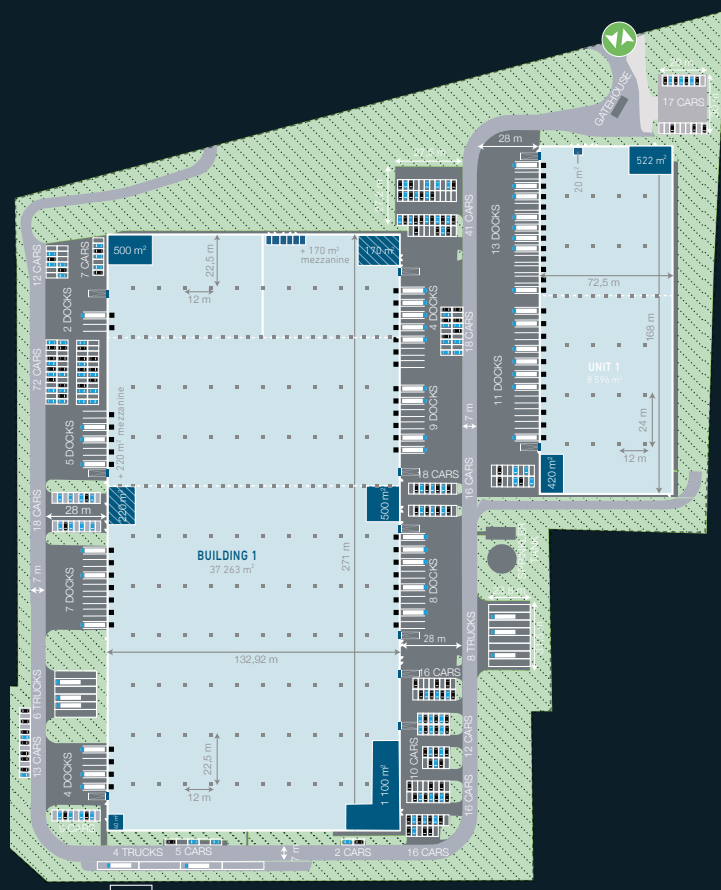 GATEHOUSE
17 CARS
28 m
522 m²
20 m²
12 CARS
7 CARS
500 m²
22,5 m
+ 170 m²
mezzanine
170 m²
41 CARS
13 DOCKS
12 m
72,5 m
168 m
2 DOCKS
4 DOCKS
18 CARS
72 CARS
11 DOCKS
UNIT 1
8 596 m²
+ 220 m² mezzanine
9 DOCKS
7 m
24 m
12 m
5 DOCKS
18 CARS
16 CARS
420 m²
18 CARS
28 m
220 m²
500 m²
BUILDING 1
37 263 m²
271 m
7 m
7 DOCKS
8 DOCKS
28 m
132,92 m
8 TRUCKS
6 TRUCKS
16 CARS
13 CARS
12 CARS
22,5 m
10 CARS
4 DOCKS
12 m
1 100 m²
16 CARS
4 TRUCKS
5 CARS
7 m
2 CARS
16 CARS